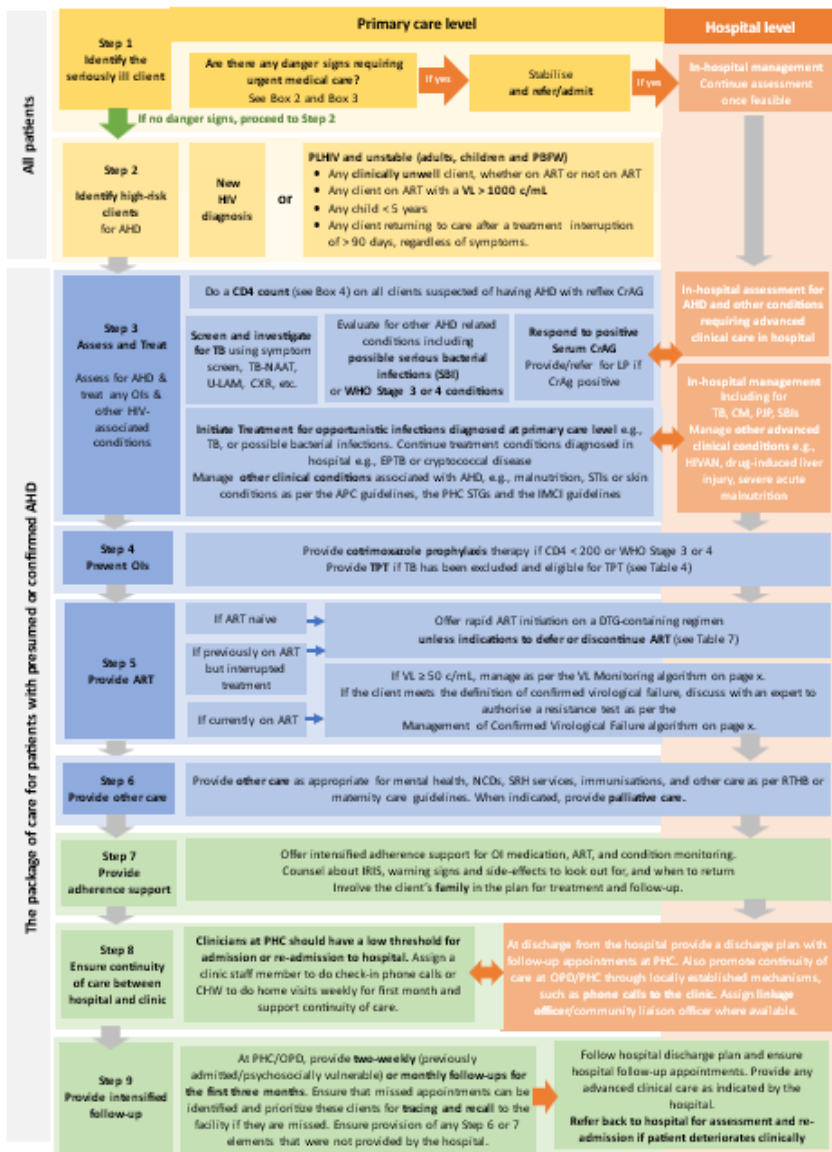 Primary care level
Hospital level
All patients
Step 1
Identify the
seriously ill client
Are there any danger signs requiring
urgent medical care?
See Box 2 and Box 3
If yes
Stabilise
and refer/admit
If yes
In-hospital management
Continue assessment
once feasible
If no danger signs, proceed to Step 2
Step 2
Identify high-risk
clients
for AHD
New
HIV
diagnosis
or
PLHIV and unstable (adults, children and PBFW)
• Any clinically unwell client, whether on ART or not on ART
• Any client on ART with a VL > 1000 c/mL
• Any child < 5 years
• Any client returning to care after a treatment interruption
of > 90 days, regardless of symptoms.
The package of care for patients with presumed or confirmed AHD
Step 3
Assess and Treat
Assess for AHD &
treat any OIs &
other HIV-
associated
conditions
Do a CD4 count (see Box 4) on all clients suspected of having AHD with reflex CrAG
Screen and investigate
for TB using symptom
screen, TB-NAAT,
U-LAM, CXR, etc.
Evaluate for other AHD related
conditions including
possible serious bacterial
infections (SBI)
or WHO Stage 3 or 4 conditions
Respond to positive
Serum CrAG
Provide/refer for LP if
CrAg positive
In-hospital assessment for
AHD and other conditions
requiring advanced
clinical care in hospital
Initiate Treatment for opportunistic infections diagnosed at primary care level e.g.,
TB, or possible bacterial infections. Continue treatment conditions diagnosed in
hospital e.g., EPTB or cryptococcal disease
Manage other clinical conditions associated with AHD, e.g., malnutrition, STIs or skin
conditions as per the APC guidelines, the PHC STGs and the IMCI guidelines
In-hospital management
Including for
TB, CM, PJP, SBIs
Manage other advanced
clinical conditions e.g.,
HIVAN, drug-induced liver
injury, severe acute
malnutrition
Step 4
Prevent OIs
Provide cotrimoxazole prophylaxis therapy if CD4 < 200 or WHO Stage 3 or 4
Provide TPT if TB has been excluded and eligible for TPT (see Table 4)
Step 5
Provide ART
If ART naive
If previously on ART
but interrupted
treatment
If currently on ART
Offer rapid ART initiation on a DTG-containing regimen
unless indications to defer or discontinue ART (see Table 7)
If VL ≥ 50 c/mL, manage as per the VL Monitoring algorithm on page x.
If the client meets the definition of confirmed virological failure, discuss with an expert to
authorise a resistance test as per the
Management of Confirmed Virological Failure algorithm on page x.
Step 6
Provide other care
Provide other care as appropriate for mental health, NCDs, SRH services, immunisations, and other care as per RTHB or
maternity care guidelines. When indicated, provide palliative care.
Step 7
Provide
adherence support
Offer intensified adherence support for OI medication, ART, and condition monitoring.
Counsel about IRIS, warning signs and side-effects to look out for, and when to return
Involve the client's family in the plan for treatment and follow-up.
Step 8
Ensure continuity
of care between
hospital and clinic
Clinicians at PHC should have a low threshold for
admission or re-admission to hospital. Assign a
clinic staff member to do check-in phone calls or
CHW to do home visits weekly for first month and
support continuity of care.
At discharge from the hospital provide a discharge plan with
follow-up appointments at PHC. Also promote continuity of
care at OPD/PHC through locally established mechanisms,
such as phone calls to the clinic. Assign linkage
officer/community liaison officer where available.
Step 9
Provide intensified
follow-up
At PHC/OPD, provide two-weekly (previously
admitted/psychosocially vulnerable) or monthly follow-ups for
the first three months. Ensure that missed appointments can be
identified and prioritize these clients for tracing and recall to the
facility if they are missed. Ensure provision of any Step 6 or 7
elements that were not provided by the hospital.
Follow hospital discharge plan and ensure
hospital follow-up appointments. Provide any
advanced clinical care as indicated by the
hospital.
Refer back to hospital for assessment and re-
admission if patient deteriorates clinically